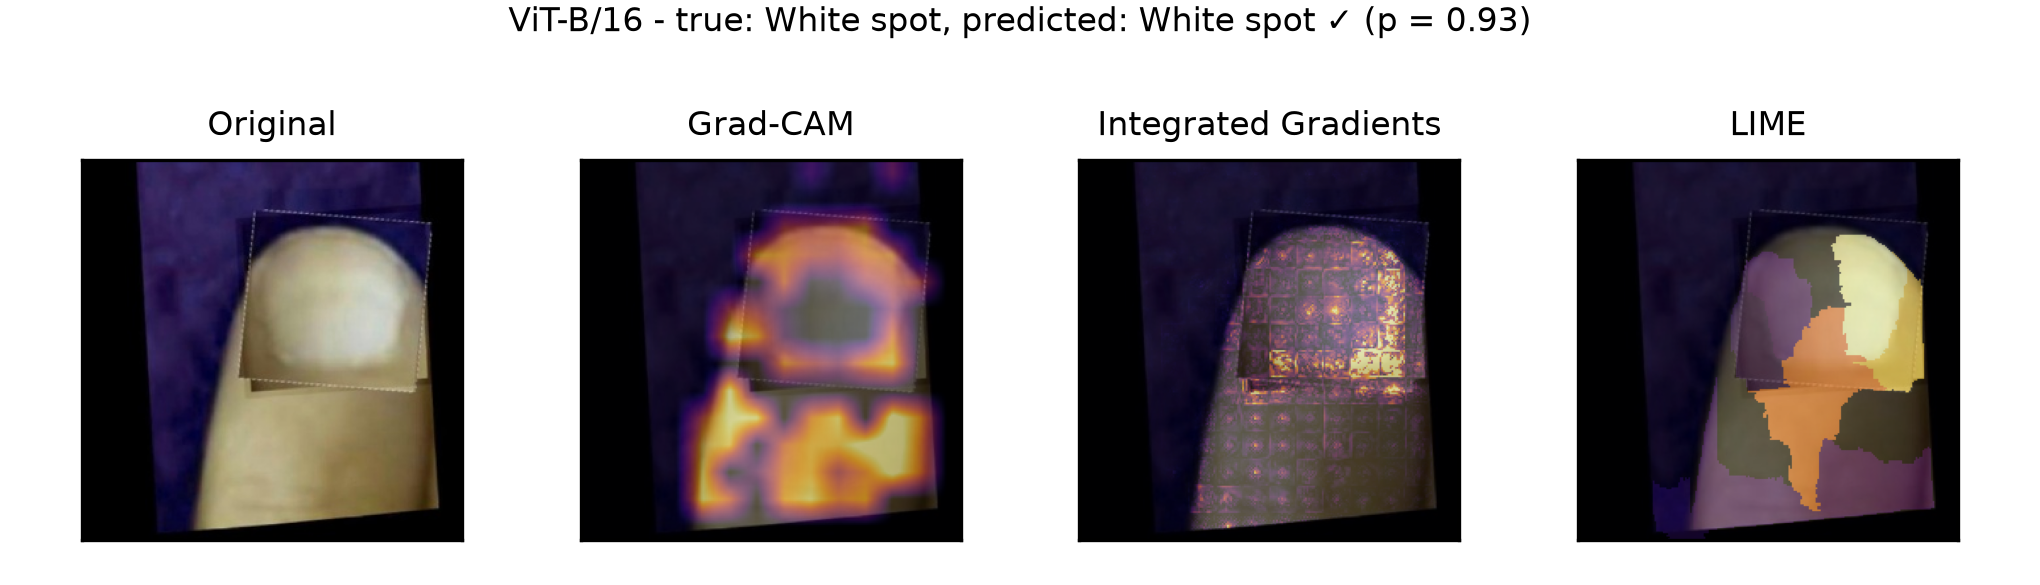 ViT-B/16 - true: White spot, predicted: White spot ✓ (p = 0.93)
Original
Grad-CAM
Integrated Gradients
LIME